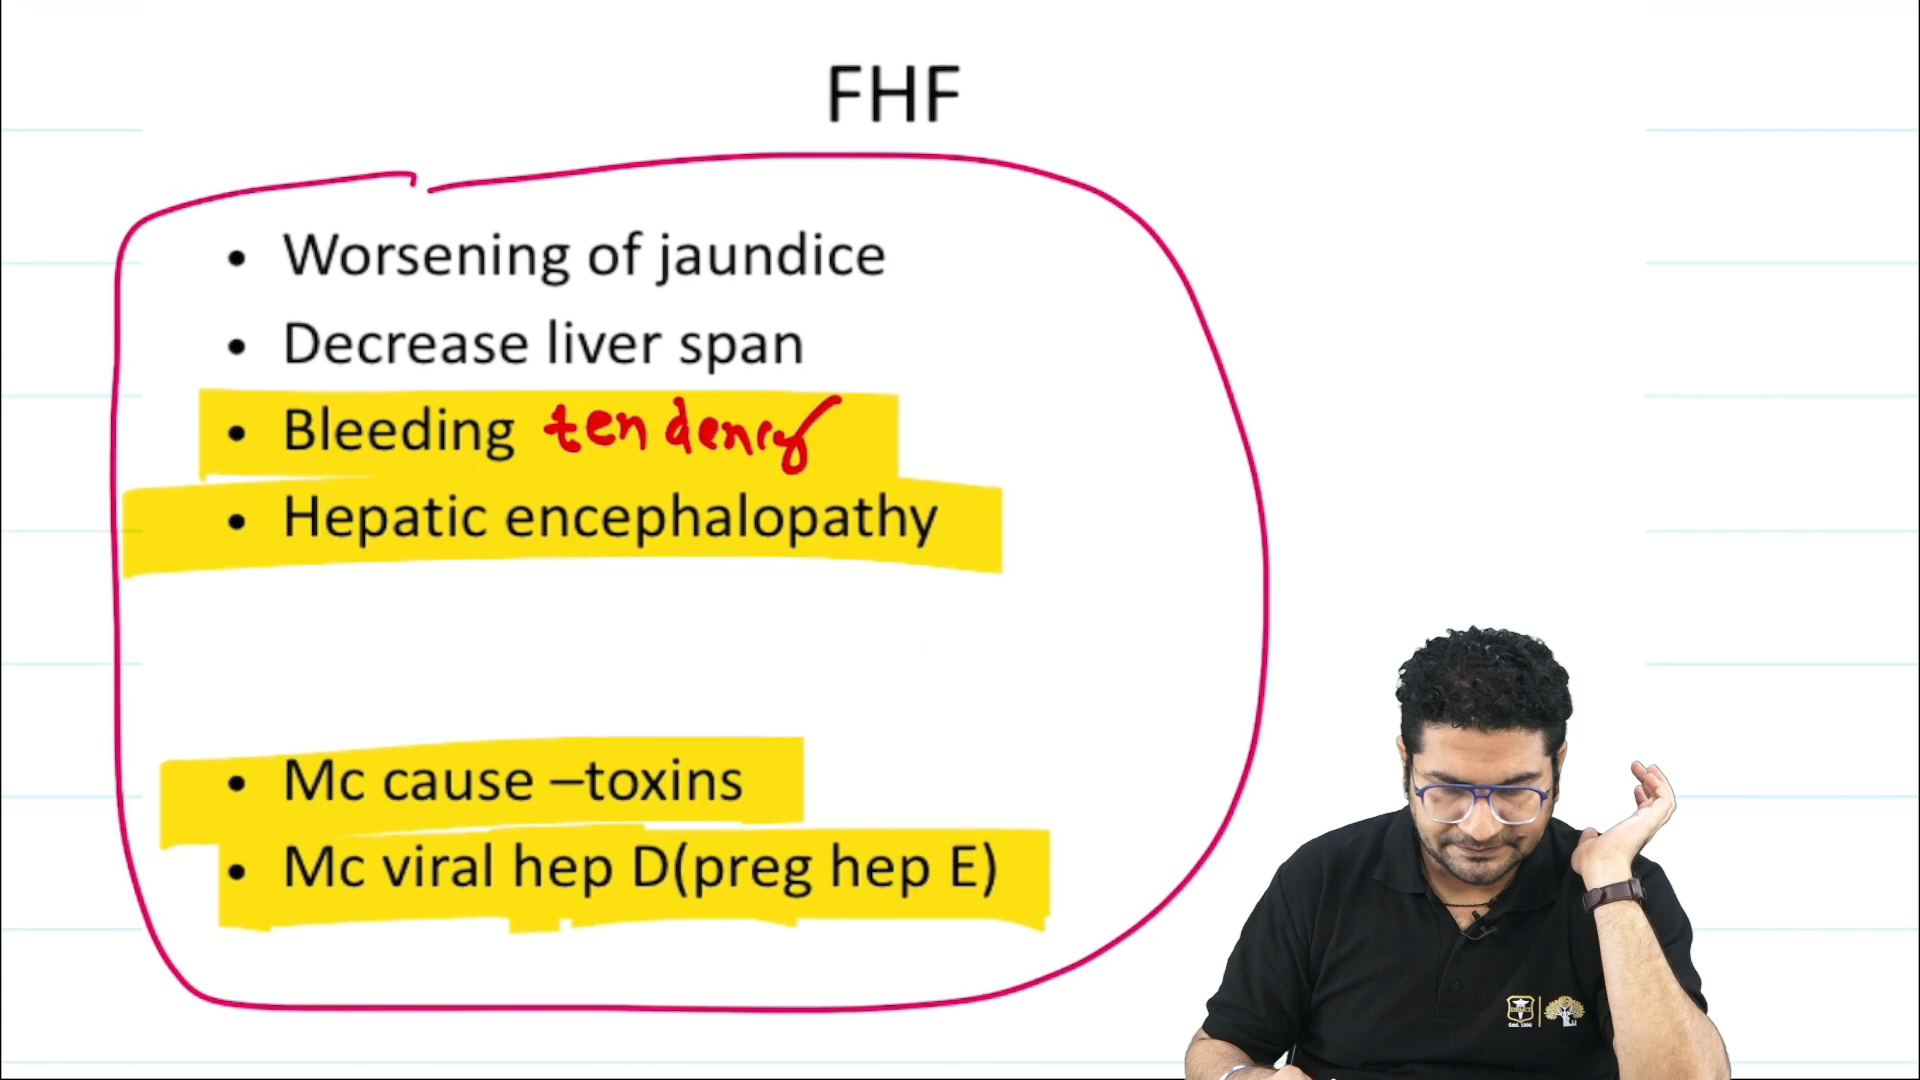 FHF
• Worsening of jaundice
• Decrease liver span
• Bleeding tendency
• Hepatic encephalopathy
• Mc cause –toxins
• Mc viral hep D(preg hep E)